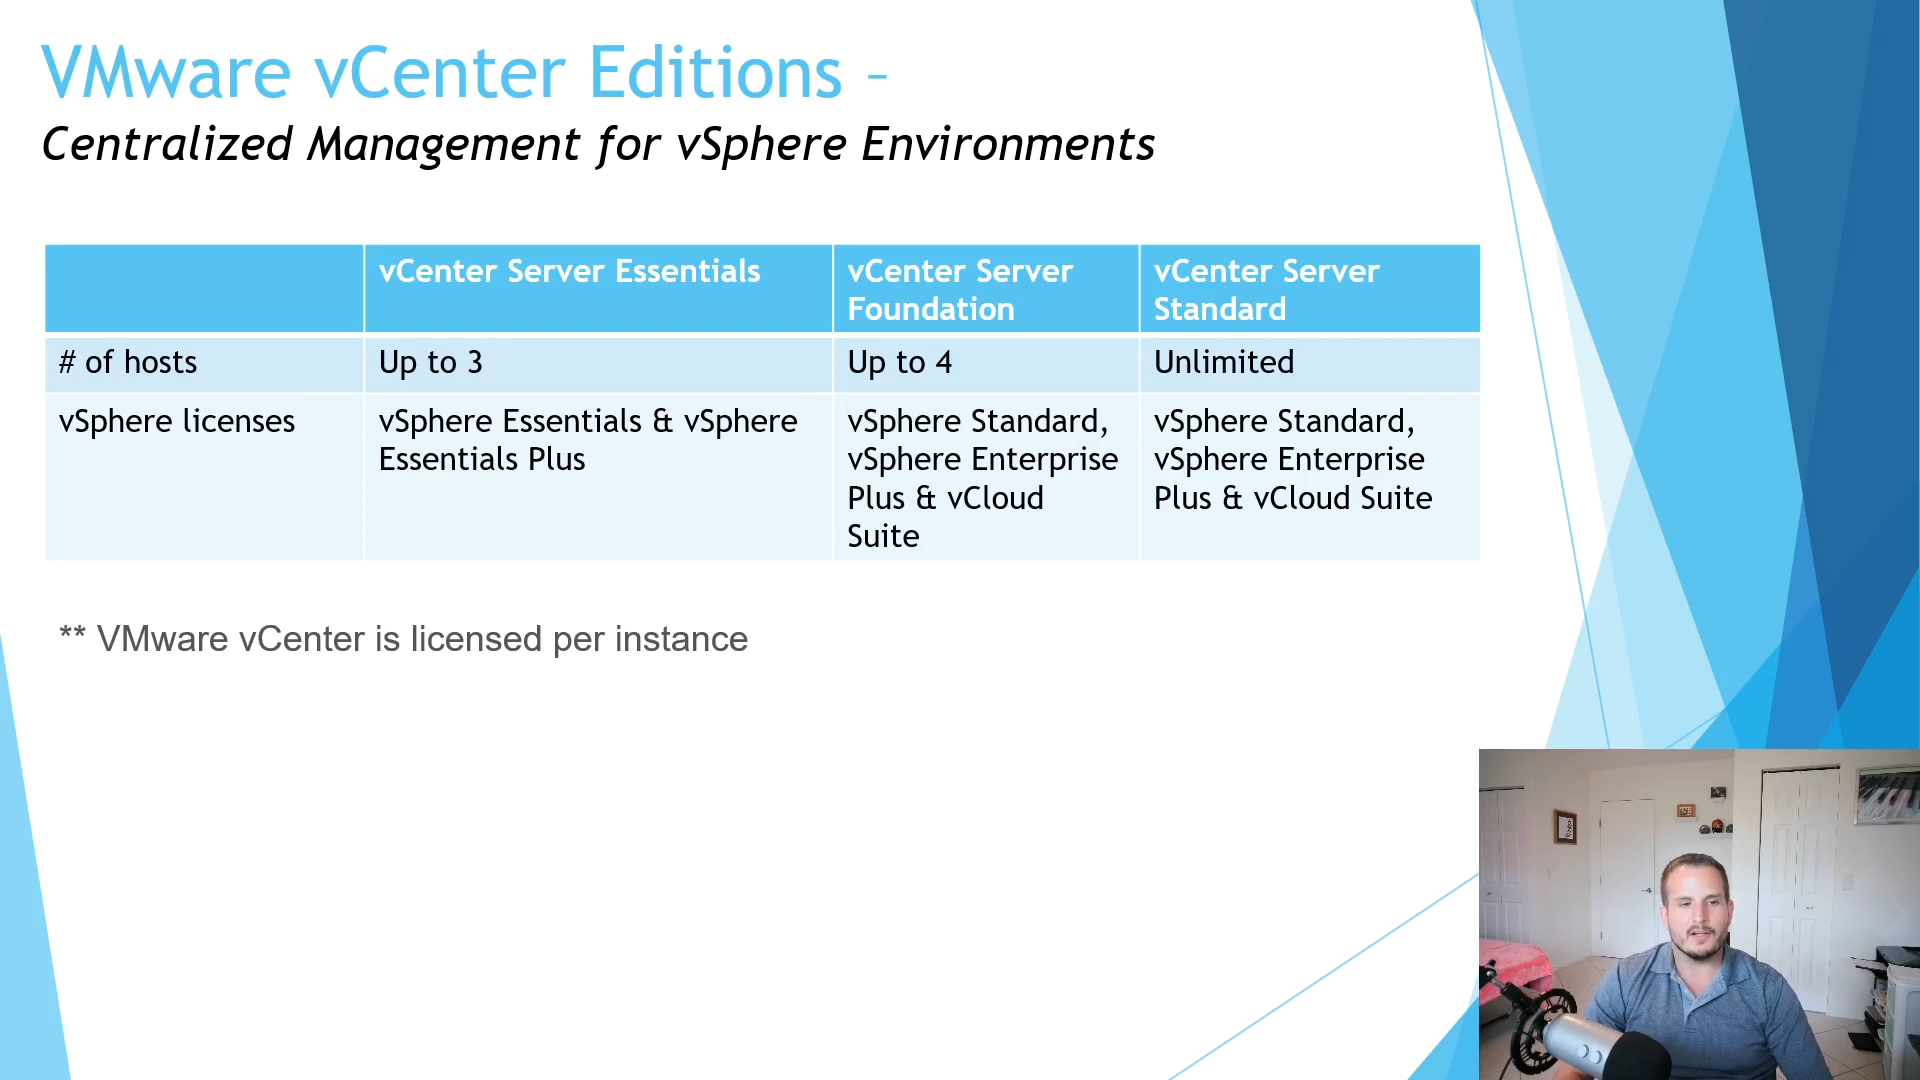 VMware vCenter Editions –
Centralized Management for vSphere Environments
vCenter Server Essentials
vCenter Server
Foundation
vCenter Server
Standard
# of hosts
Up to 3
Up to 4
Unlimited
vSphere licenses
vSphere Essentials & vSphere
Essentials Plus
vSphere Standard,
vSphere Enterprise
Plus & vCloud
Suite
vSphere Standard,
vSphere Enterprise
Plus & vCloud Suite
** VMware vCenter is licensed per instance